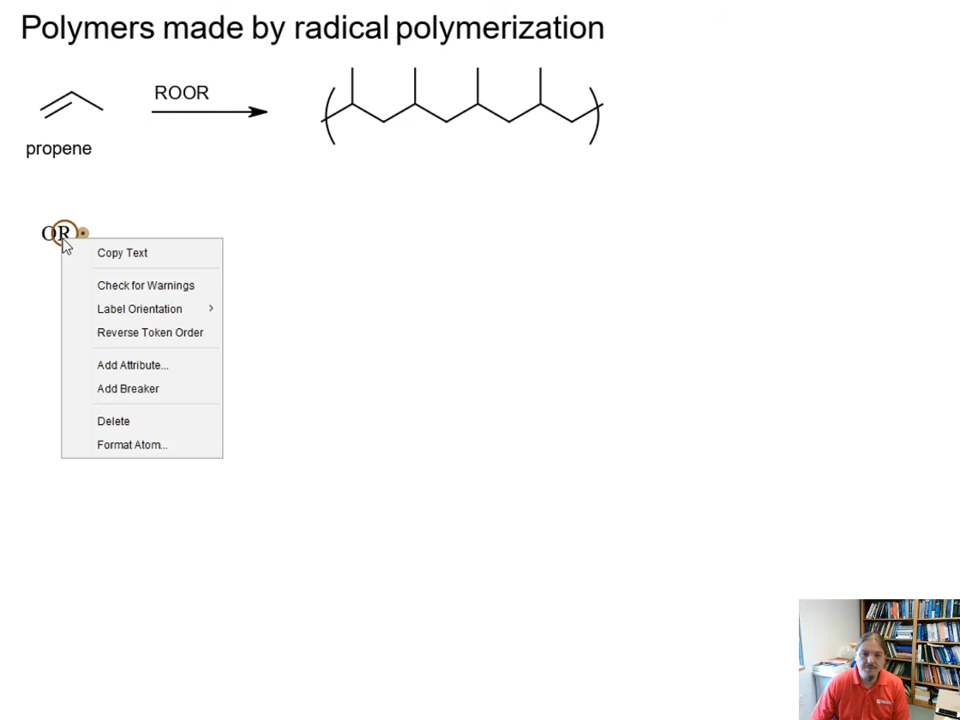 Polymers made by radical polymerization
ROOR
propene
OR
Copy Text
Check for Warnings
Label Orientation
Reverse Token Order
Add Attribute...
Add Breaker
Delete
Format Atom...